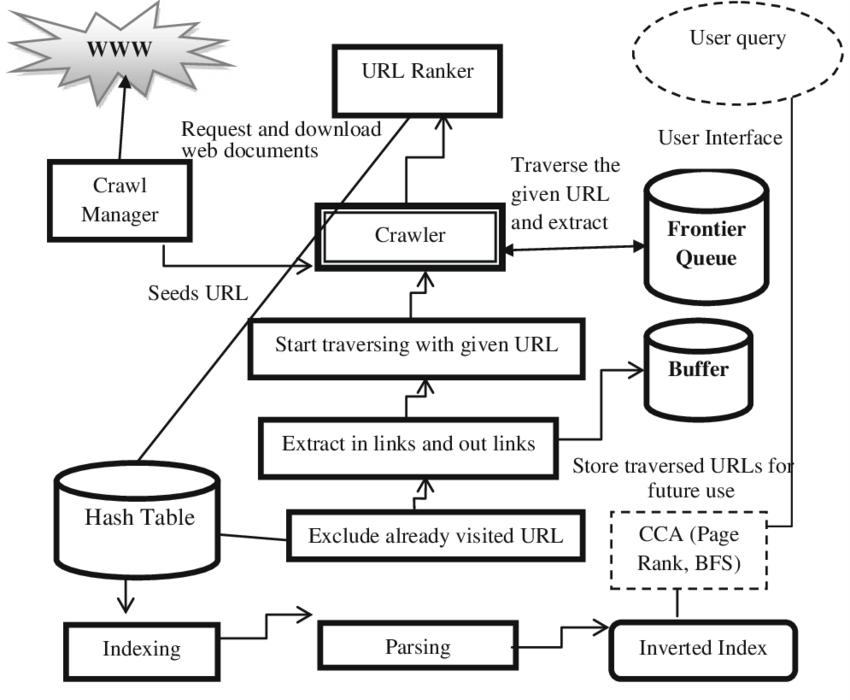 WWW
User query
URL Ranker
Request and download
web documents
User Interface
Crawl
Manager
Traverse the
given URL
and extract
Crawler
Frontier
Queue
Seeds URL
Start traversing with given URL
Buffer
Extract in links and out links
Store traversed URLs for
future use
Hash Table
Exclude already visited URL
CCA (Page
Rank, BFS)
Indexing
Parsing
Inverted Index